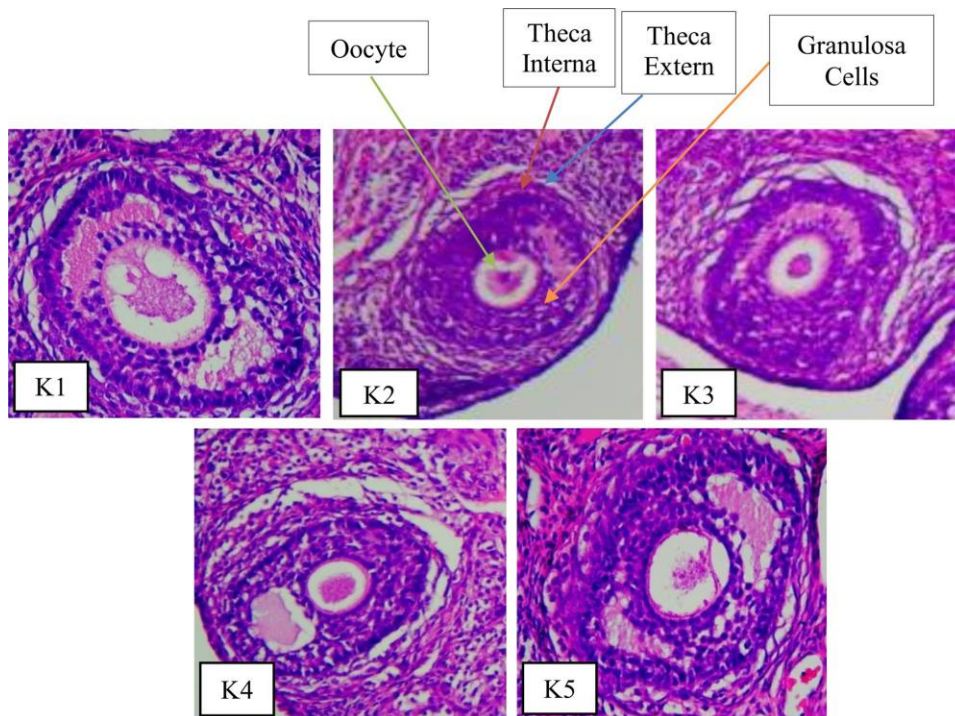 Oocyte
Theca
Interna
Theca
Extern
Granulosa
Cells
K1
K2
K3
K4
K5